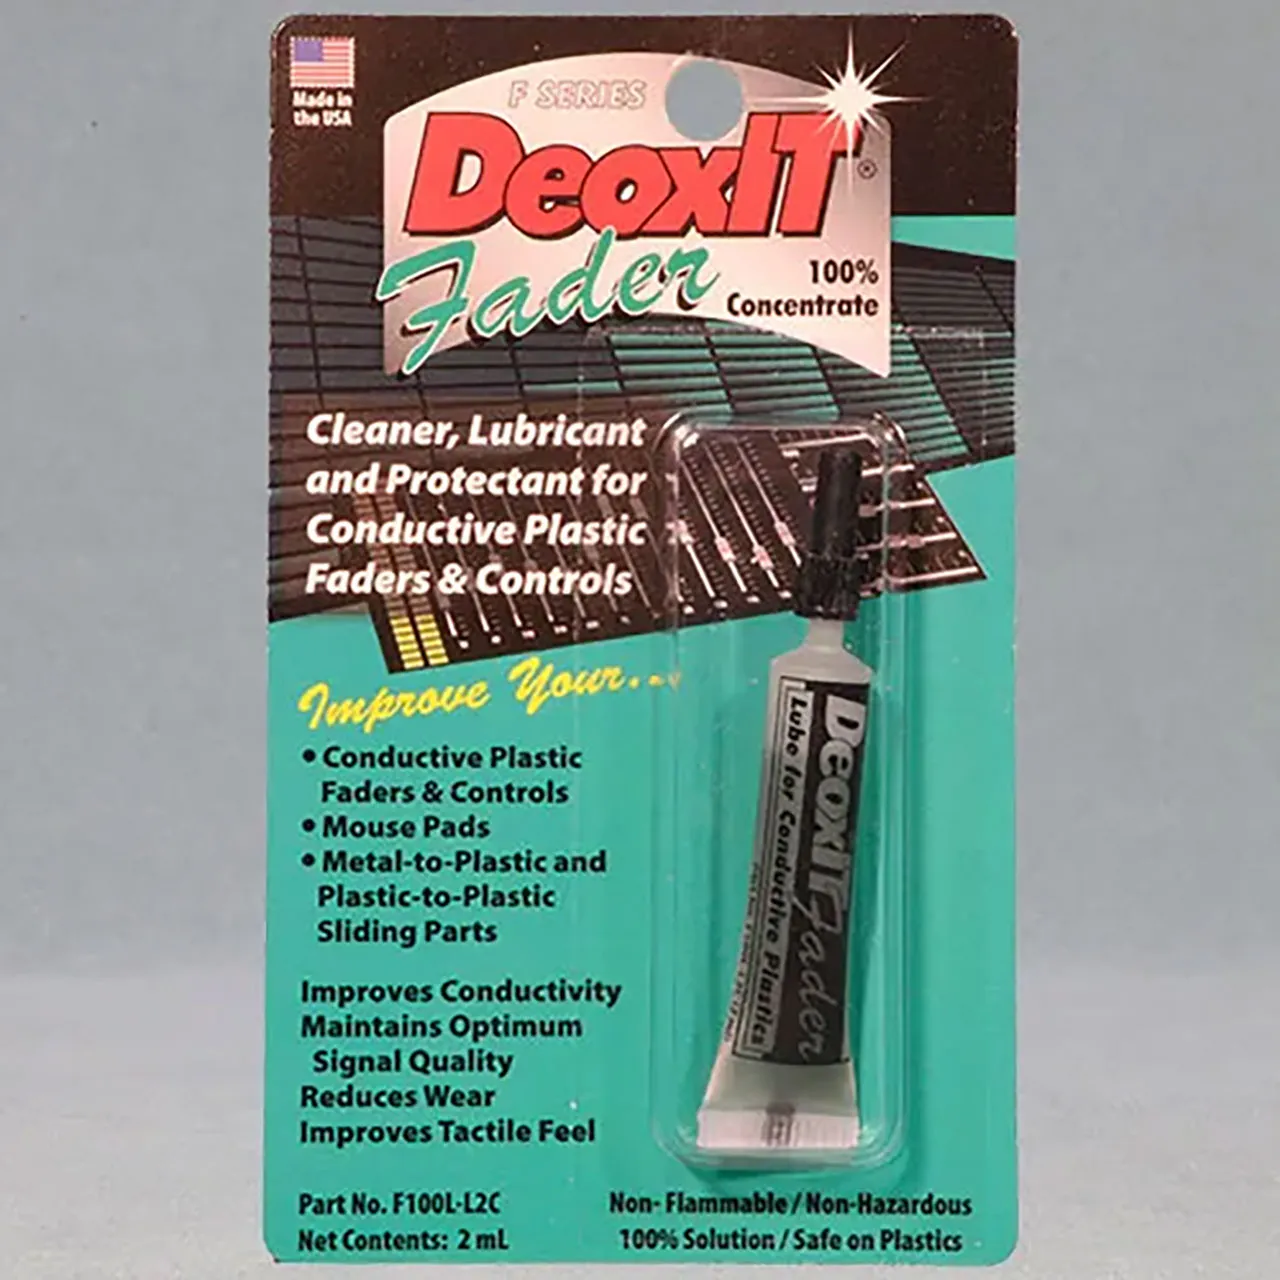 Made in
the USA
F SERIES
DeoxIT®
Fader
100%
Concentrate
Cleaner, Lubricant
and Protectant for
Conductive Plastic
Faders & Controls
Improve Your...
• Conductive Plastic
Faders & Controls
• Mouse Pads
• Metal-to-Plastic and
Plastic-to-Plastic
Sliding Parts
Improves Conductivity
Maintains Optimum
Signal Quality
Reduces Wear
Improves Tactile Feel
Part No. F100L-L2C
Net Contents: 2 mL
DeoxIT Fader
Lube for Conductive Plastics
Non- Flammable / Non-Hazardous
100% Solution / Safe on Plastics